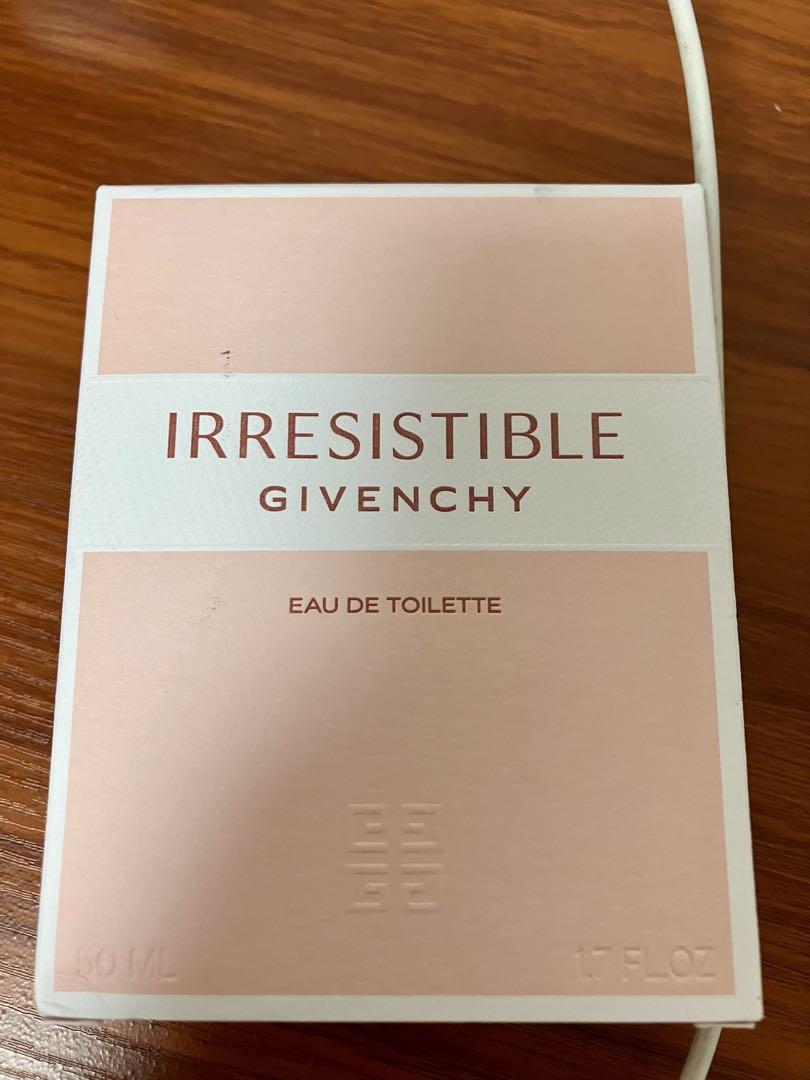 IRRESISTIBLE
GIVENCHY
EAU DE TOILETTE
50 ML 1.7 FL.OZ